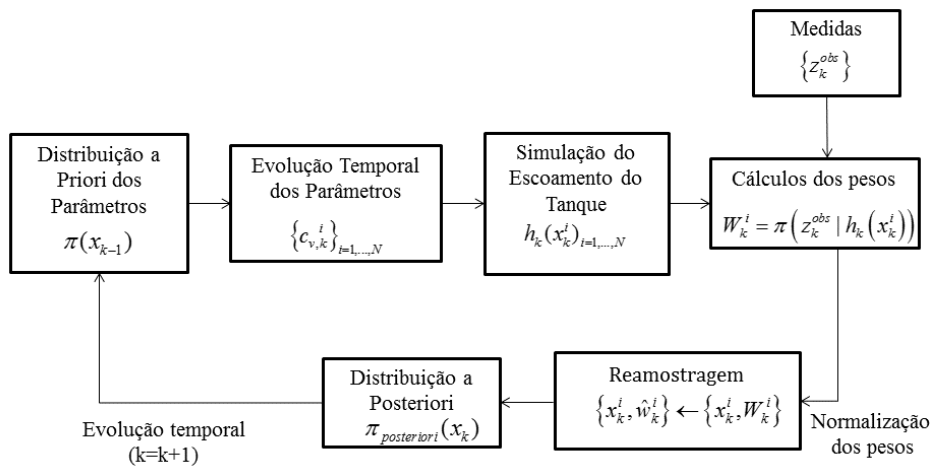 Medidas
{z_k^{obs}}
Distribuição a
Priori dos
Parâmetros
π(x_{k-1})
Evolução Temporal
dos Parâmetros
{c_{v,k}^i}_{i=1,...,N}
Simulação do
Escoamento do
Tanque
h_k(x_k^i)_{i=1,...,N}
Cálculos dos pesos
W_k^i = π(z_k^{obs} | h_k(x_k^i))
Normalização
dos pesos
Reamostragem
{x_k^i, ŵ_k^i} ← {x_k^i, W_k^i}
Distribuição a
Posteriori
π_{posteriori}(x_k)
Evolução temporal
(k=k+1)